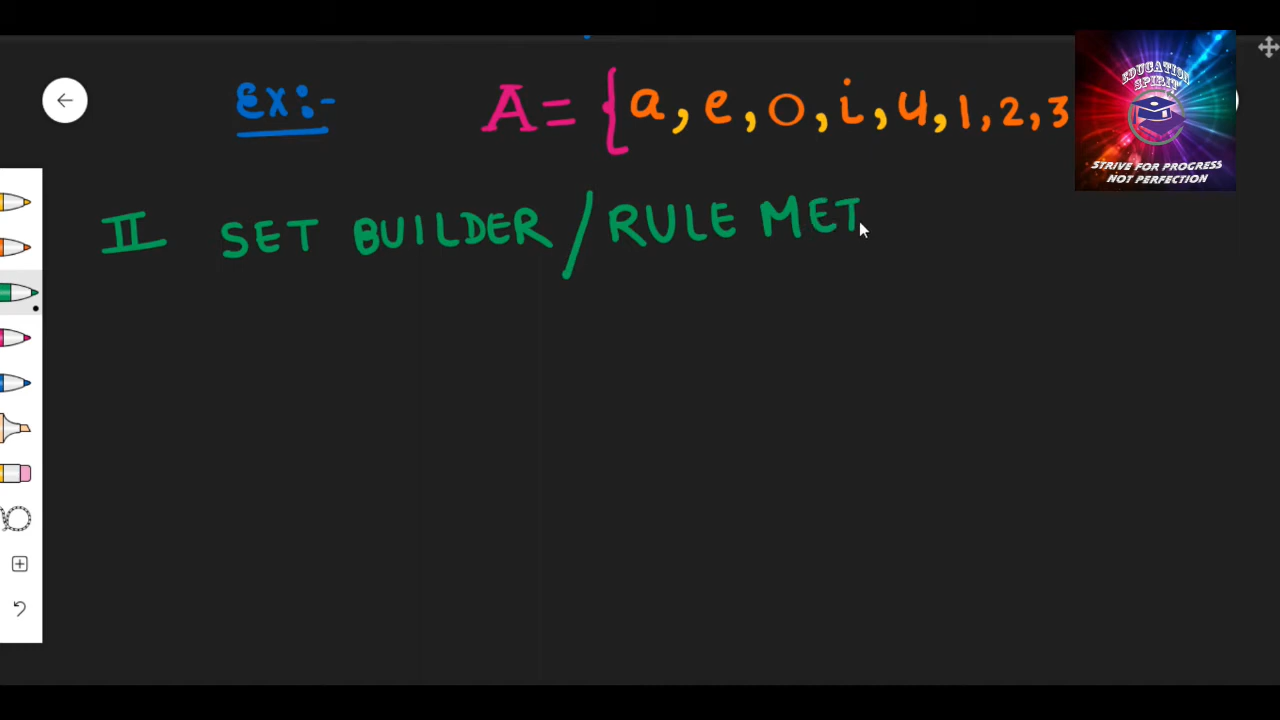 Ex:- A = {a, e, o, i, u, 1, 2, 3
EDUCATION
SPIRIT
STRIVE FOR PROGRESS
NOT PERFECTION
II SET BUILDER / RULE MET